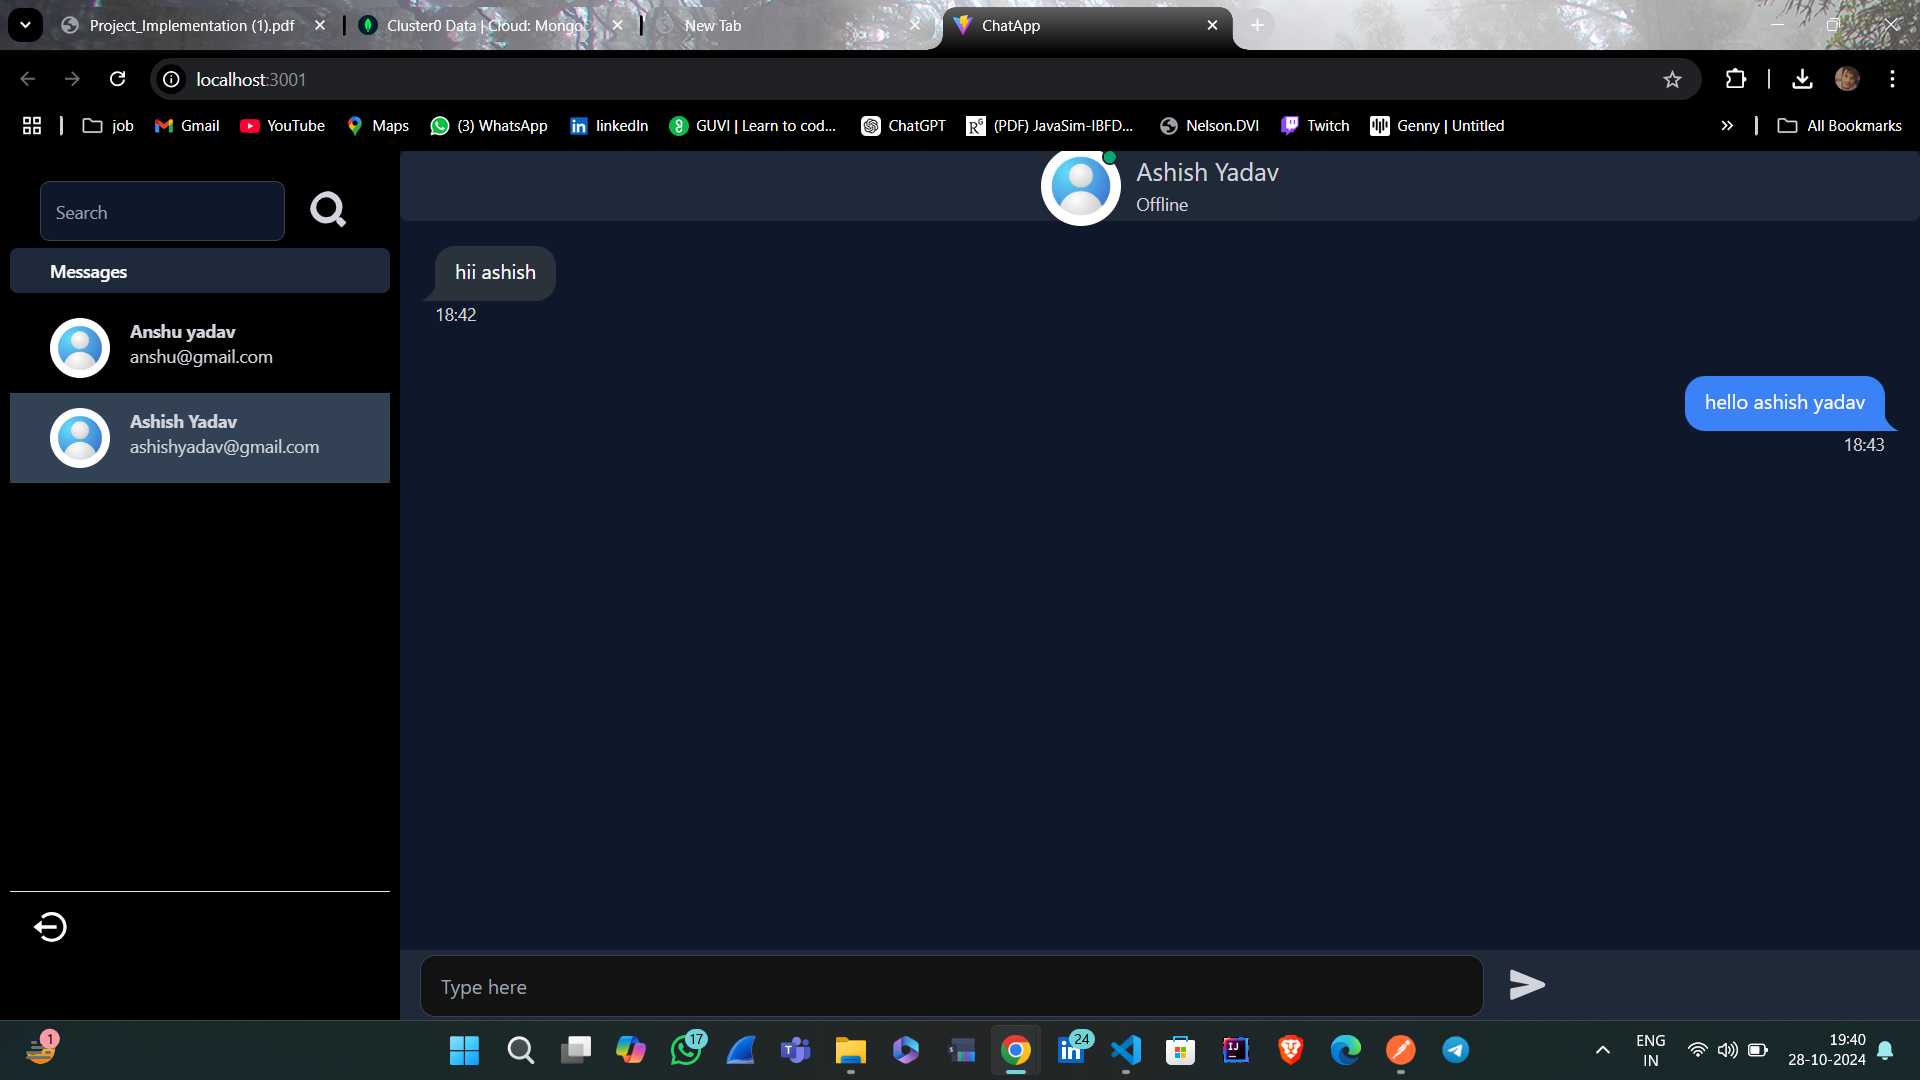 Project_Implementation (1).pdf
Cluster0 Data | Cloud: Mongo
New Tab
ChatApp
localhost:3001
job
Gmail
YouTube
Maps
(3) WhatsApp
linkedIn
GUVI | Learn to cod...
ChatGPT
(PDF) JavaSim-IBFD...
Nelson.DVI
Twitch
Genny | Untitled
All Bookmarks
Search
Messages
Anshu yadav
anshu@gmail.com
Ashish Yadav
ashishyadav@gmail.com
Ashish Yadav
Offline
hii ashish
18:42
hello ashish yadav
18:43
Type here
1
17
24
ENG
IN
19:40
28-10-2024